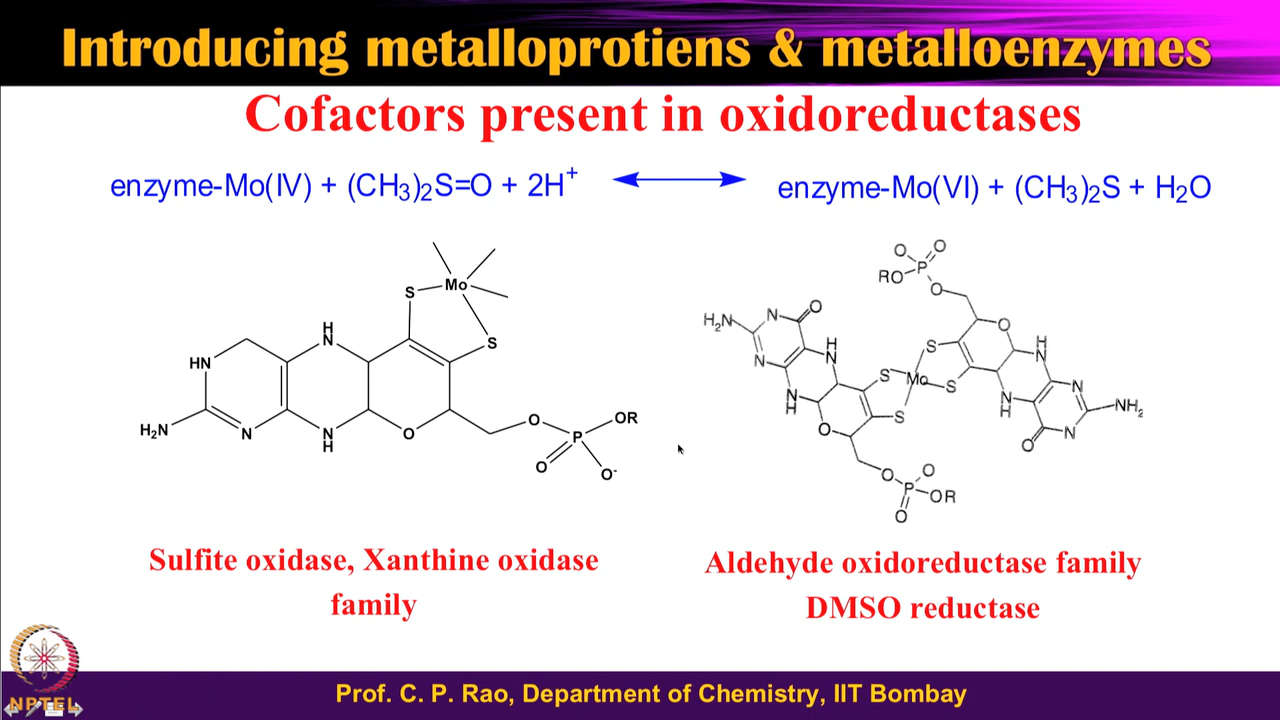 Introducing metalloprotiens & metalloenzymes
Cofactors present in oxidoreductases
enzyme-Mo(IV) + (CH₃)₂S=O + 2H⁺ ⟷ enzyme-Mo(VI) + (CH₃)₂S + H₂O
H
N
HN
H₂N
N
N
H
O
S
Mo
S
O
P
OR
O
O⁻
O
O
P
RO
O
O
N
H₂N
N
H
N
N
H
O
S
Mo
S
S
S
O
H
N
N
H
N
NH₂
N
O
O
O
P
OR
O
Sulfite oxidase, Xanthine oxidase
family
Aldehyde oxidoreductase family
DMSO reductase
NPTEL
Prof. C. P. Rao, Department of Chemistry, IIT Bombay